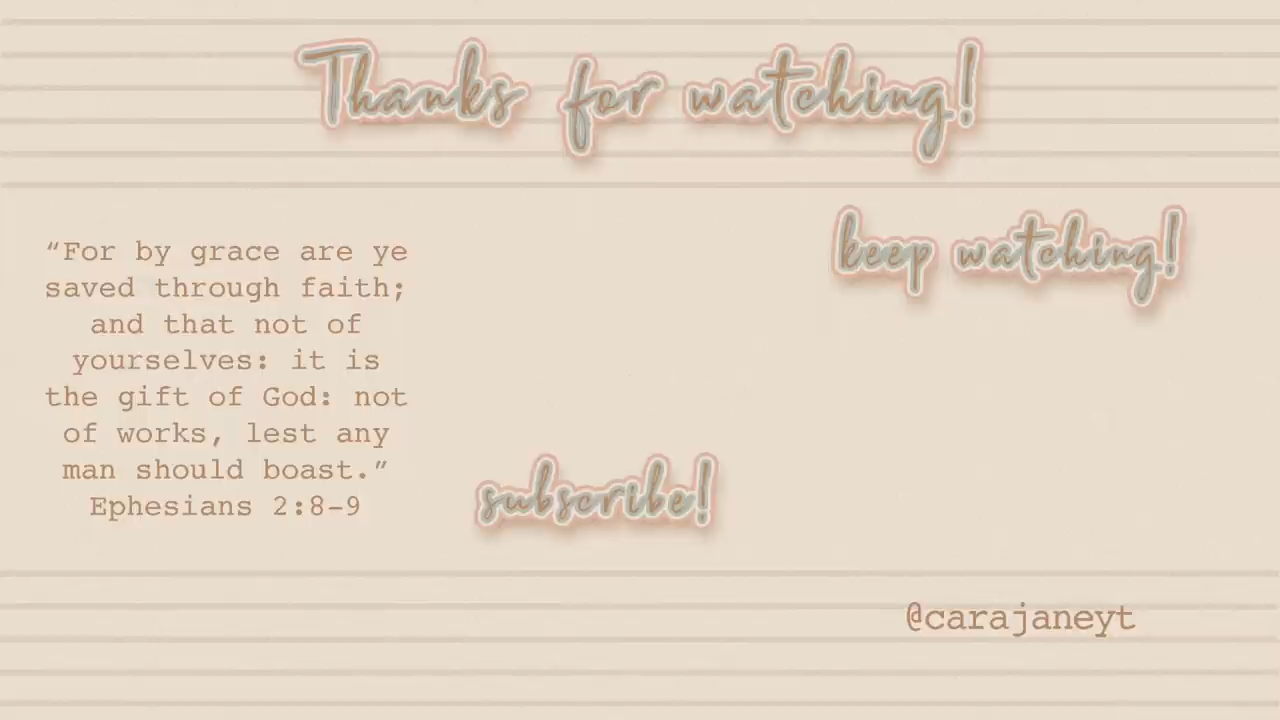 Thanks for watching!
keep watching!
“For by grace are ye
saved through faith;
and that not of
yourselves: it is
the gift of God: not
of works, lest any
man should boast.”
Ephesians 2:8-9
subscribe!
@carajaneyt